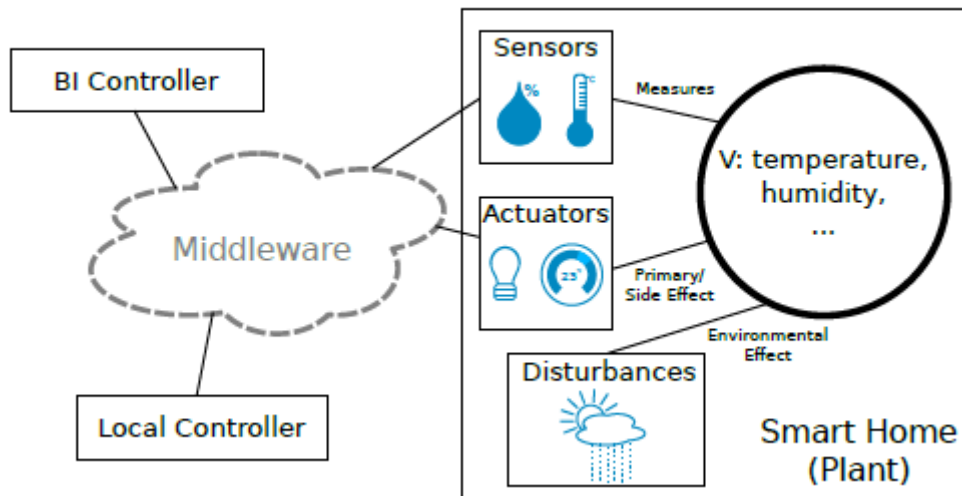 BI Controller
Middleware
Local Controller
Sensors
%
°C
Measures
V: temperature,
humidity,
...
Actuators
23°
Primary/
Side Effect
Environmental
Effect
Disturbances
Smart Home
(Plant)